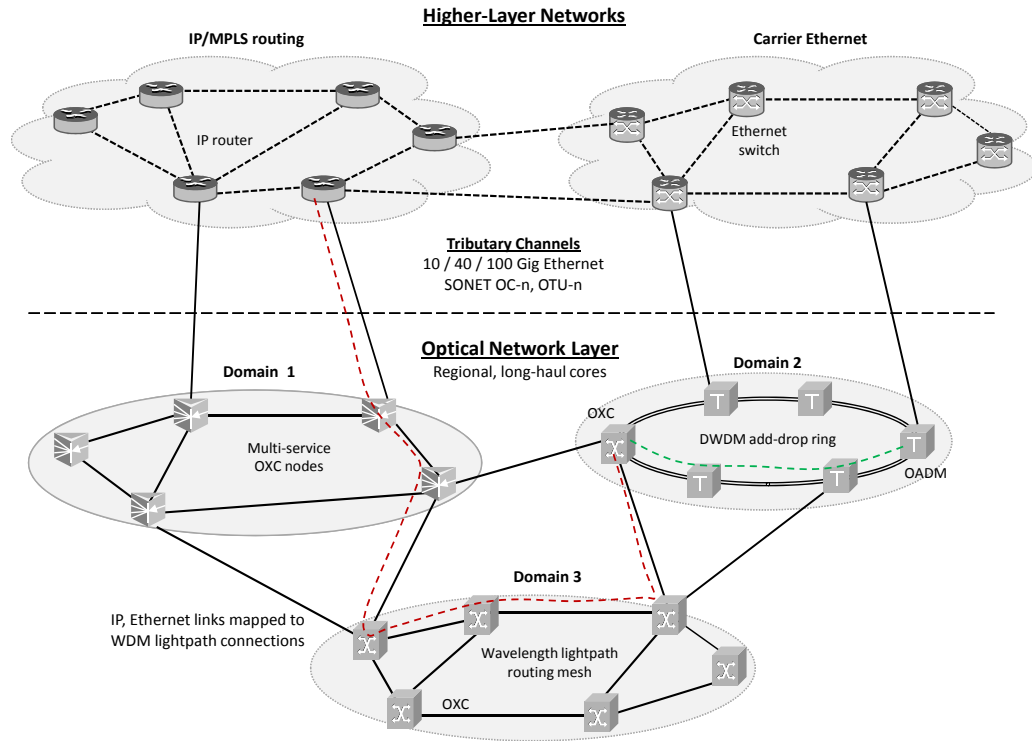 Higher-Layer Networks
IP/MPLS routing
Carrier Ethernet
IP router
Ethernet
switch
Tributary Channels
10 / 40 / 100 Gig Ethernet
SONET OC-n, OTU-n
Optical Network Layer
Regional, long-haul cores
Domain 1
Domain 2
OXC
Multi-service
OXC nodes
DWDM add-drop ring
OADM
T
T
T
T
T
Domain 3
IP, Ethernet links mapped to
WDM lightpath connections
Wavelength lightpath
routing mesh
OXC